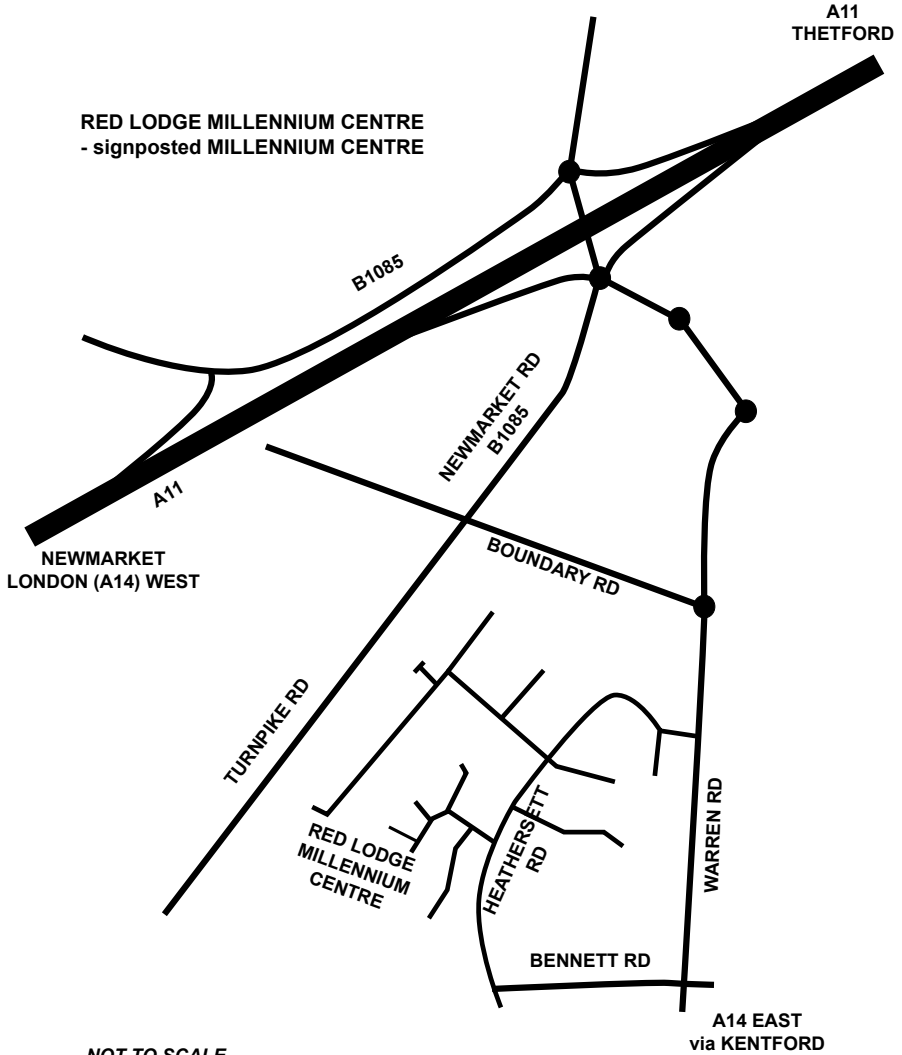 A11
THETFORD
RED LODGE MILLENNIUM CENTRE
- signposted MILLENNIUM CENTRE
B1085
NEWMARKET RD
B1085
A11
NEWMARKET
LONDON (A14) WEST
BOUNDARY RD
TURNPIKE RD
RED LODGE
MILLENNIUM
CENTRE
HEATHERSETT
RD
WARREN RD
BENNETT RD
A14 EAST
via KENTFORD
NOT TO SCALE